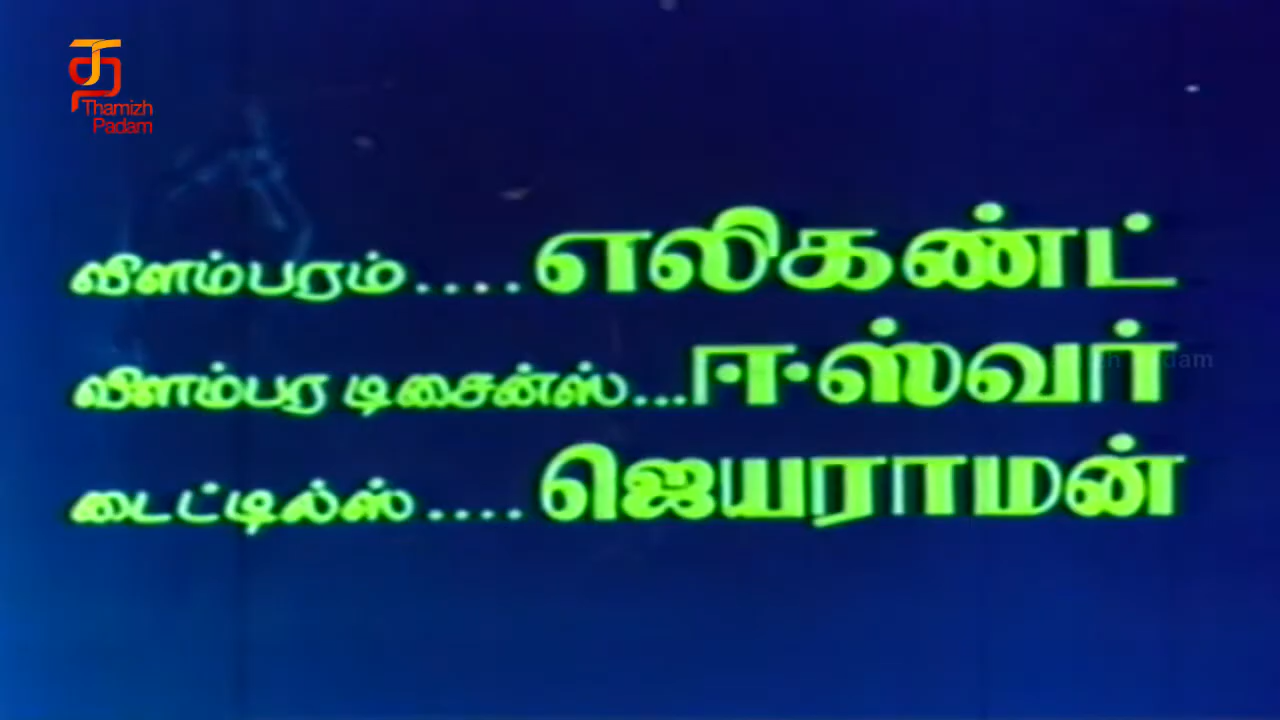 த
Thamizh
Padam
விளம்பரம்....எலிகண்ட்
விளம்பர டிசைன்ஸ்...ஈஸ்வர்
டைட்டில்ஸ்....ஜெயராமன்